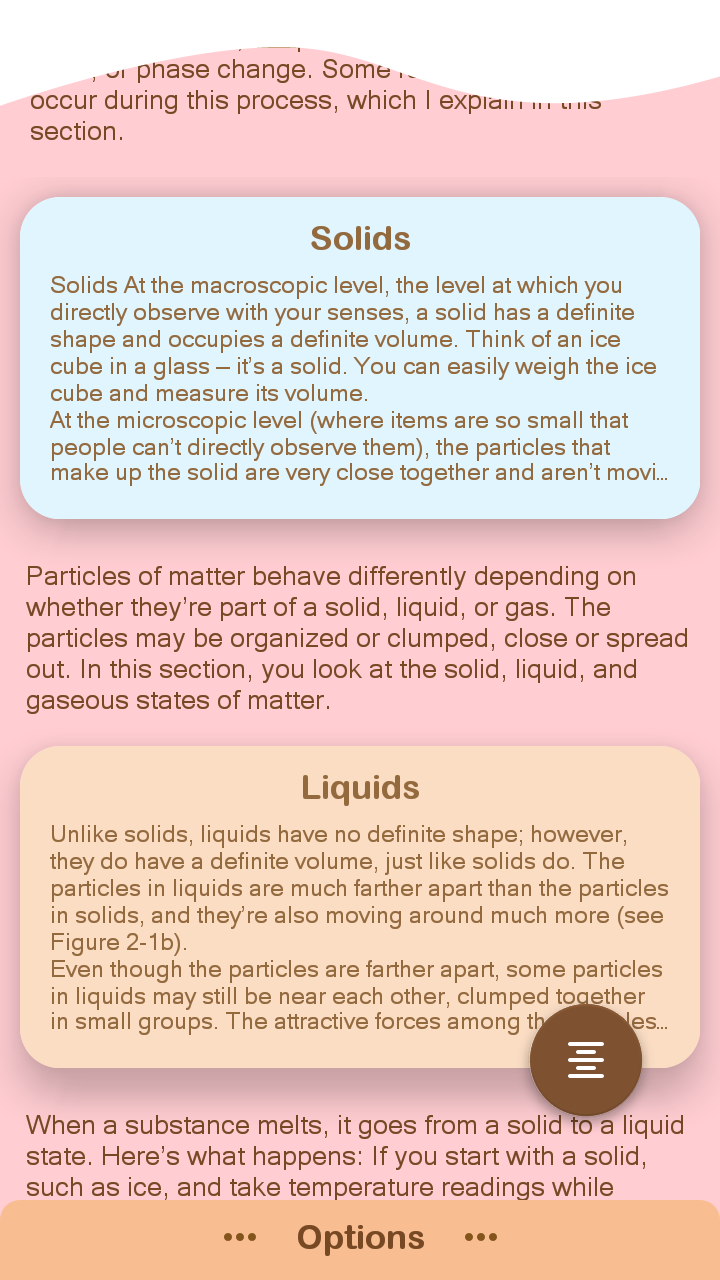 or phase change. Some
occur during this process, which I explain in this
section.
Solids
Solids At the macroscopic level, the level at which you
directly observe with your senses, a solid has a definite
shape and occupies a definite volume. Think of an ice
cube in a glass – it’s a solid. You can easily weigh the ice
cube and measure its volume.
At the microscopic level (where items are so small that
people can’t directly observe them), the particles that
make up the solid are very close together and aren’t movi…
Particles of matter behave differently depending on
whether they’re part of a solid, liquid, or gas. The
particles may be organized or clumped, close or spread
out. In this section, you look at the solid, liquid, and
gaseous states of matter.
Liquids
Unlike solids, liquids have no definite shape; however,
they do have a definite volume, just like solids do. The
particles in liquids are much farther apart than the particles
in solids, and they’re also moving around much more (see
Figure 2-1b).
Even though the particles are farther apart, some particles
in liquids may still be near each other, clumped together
in small groups. The attractive forces among
When a substance melts, it goes from a solid to a liquid
state. Here’s what happens: If you start with a solid,
such as ice, and take temperature readings while
••• Options •••